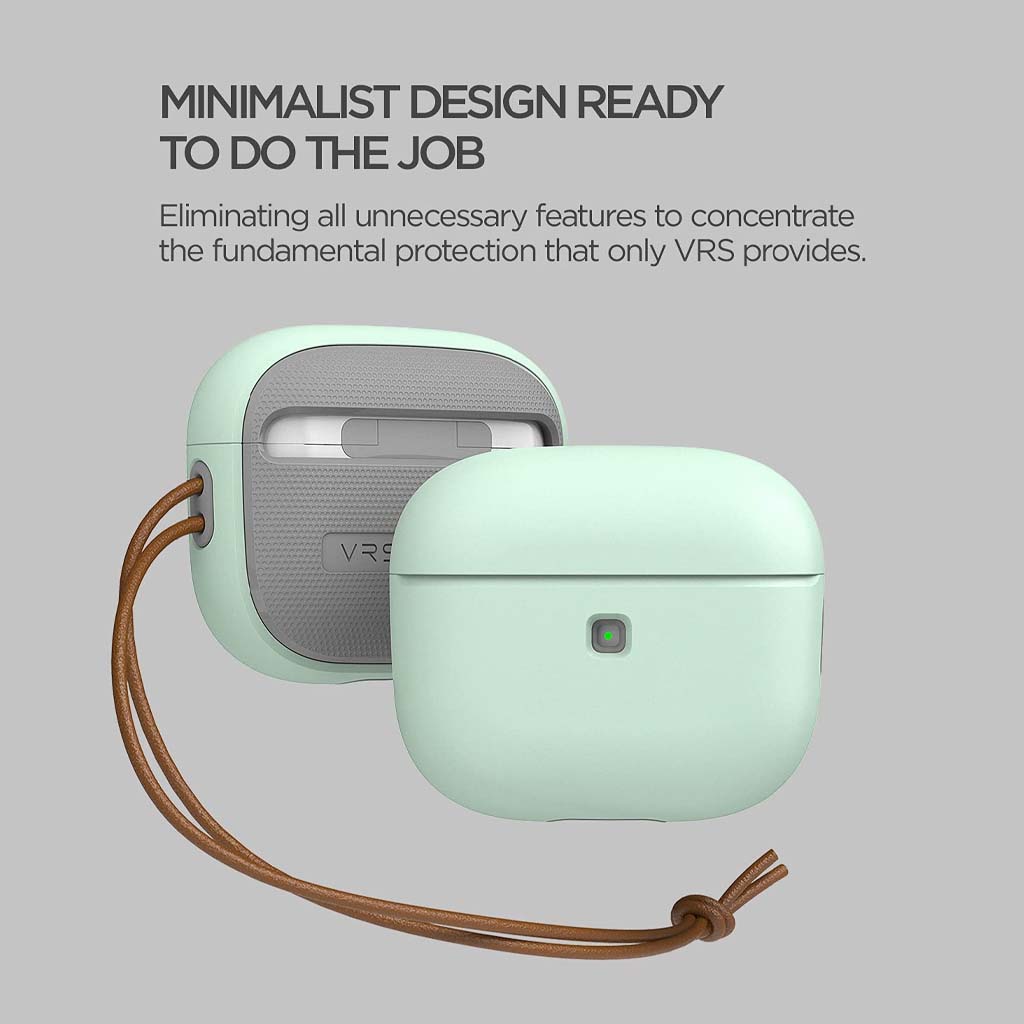 MINIMALIST DESIGN READY
TO DO THE JOB
Eliminating all unnecessary features to concentrate
the fundamental protection that only VRS provides.
VRS